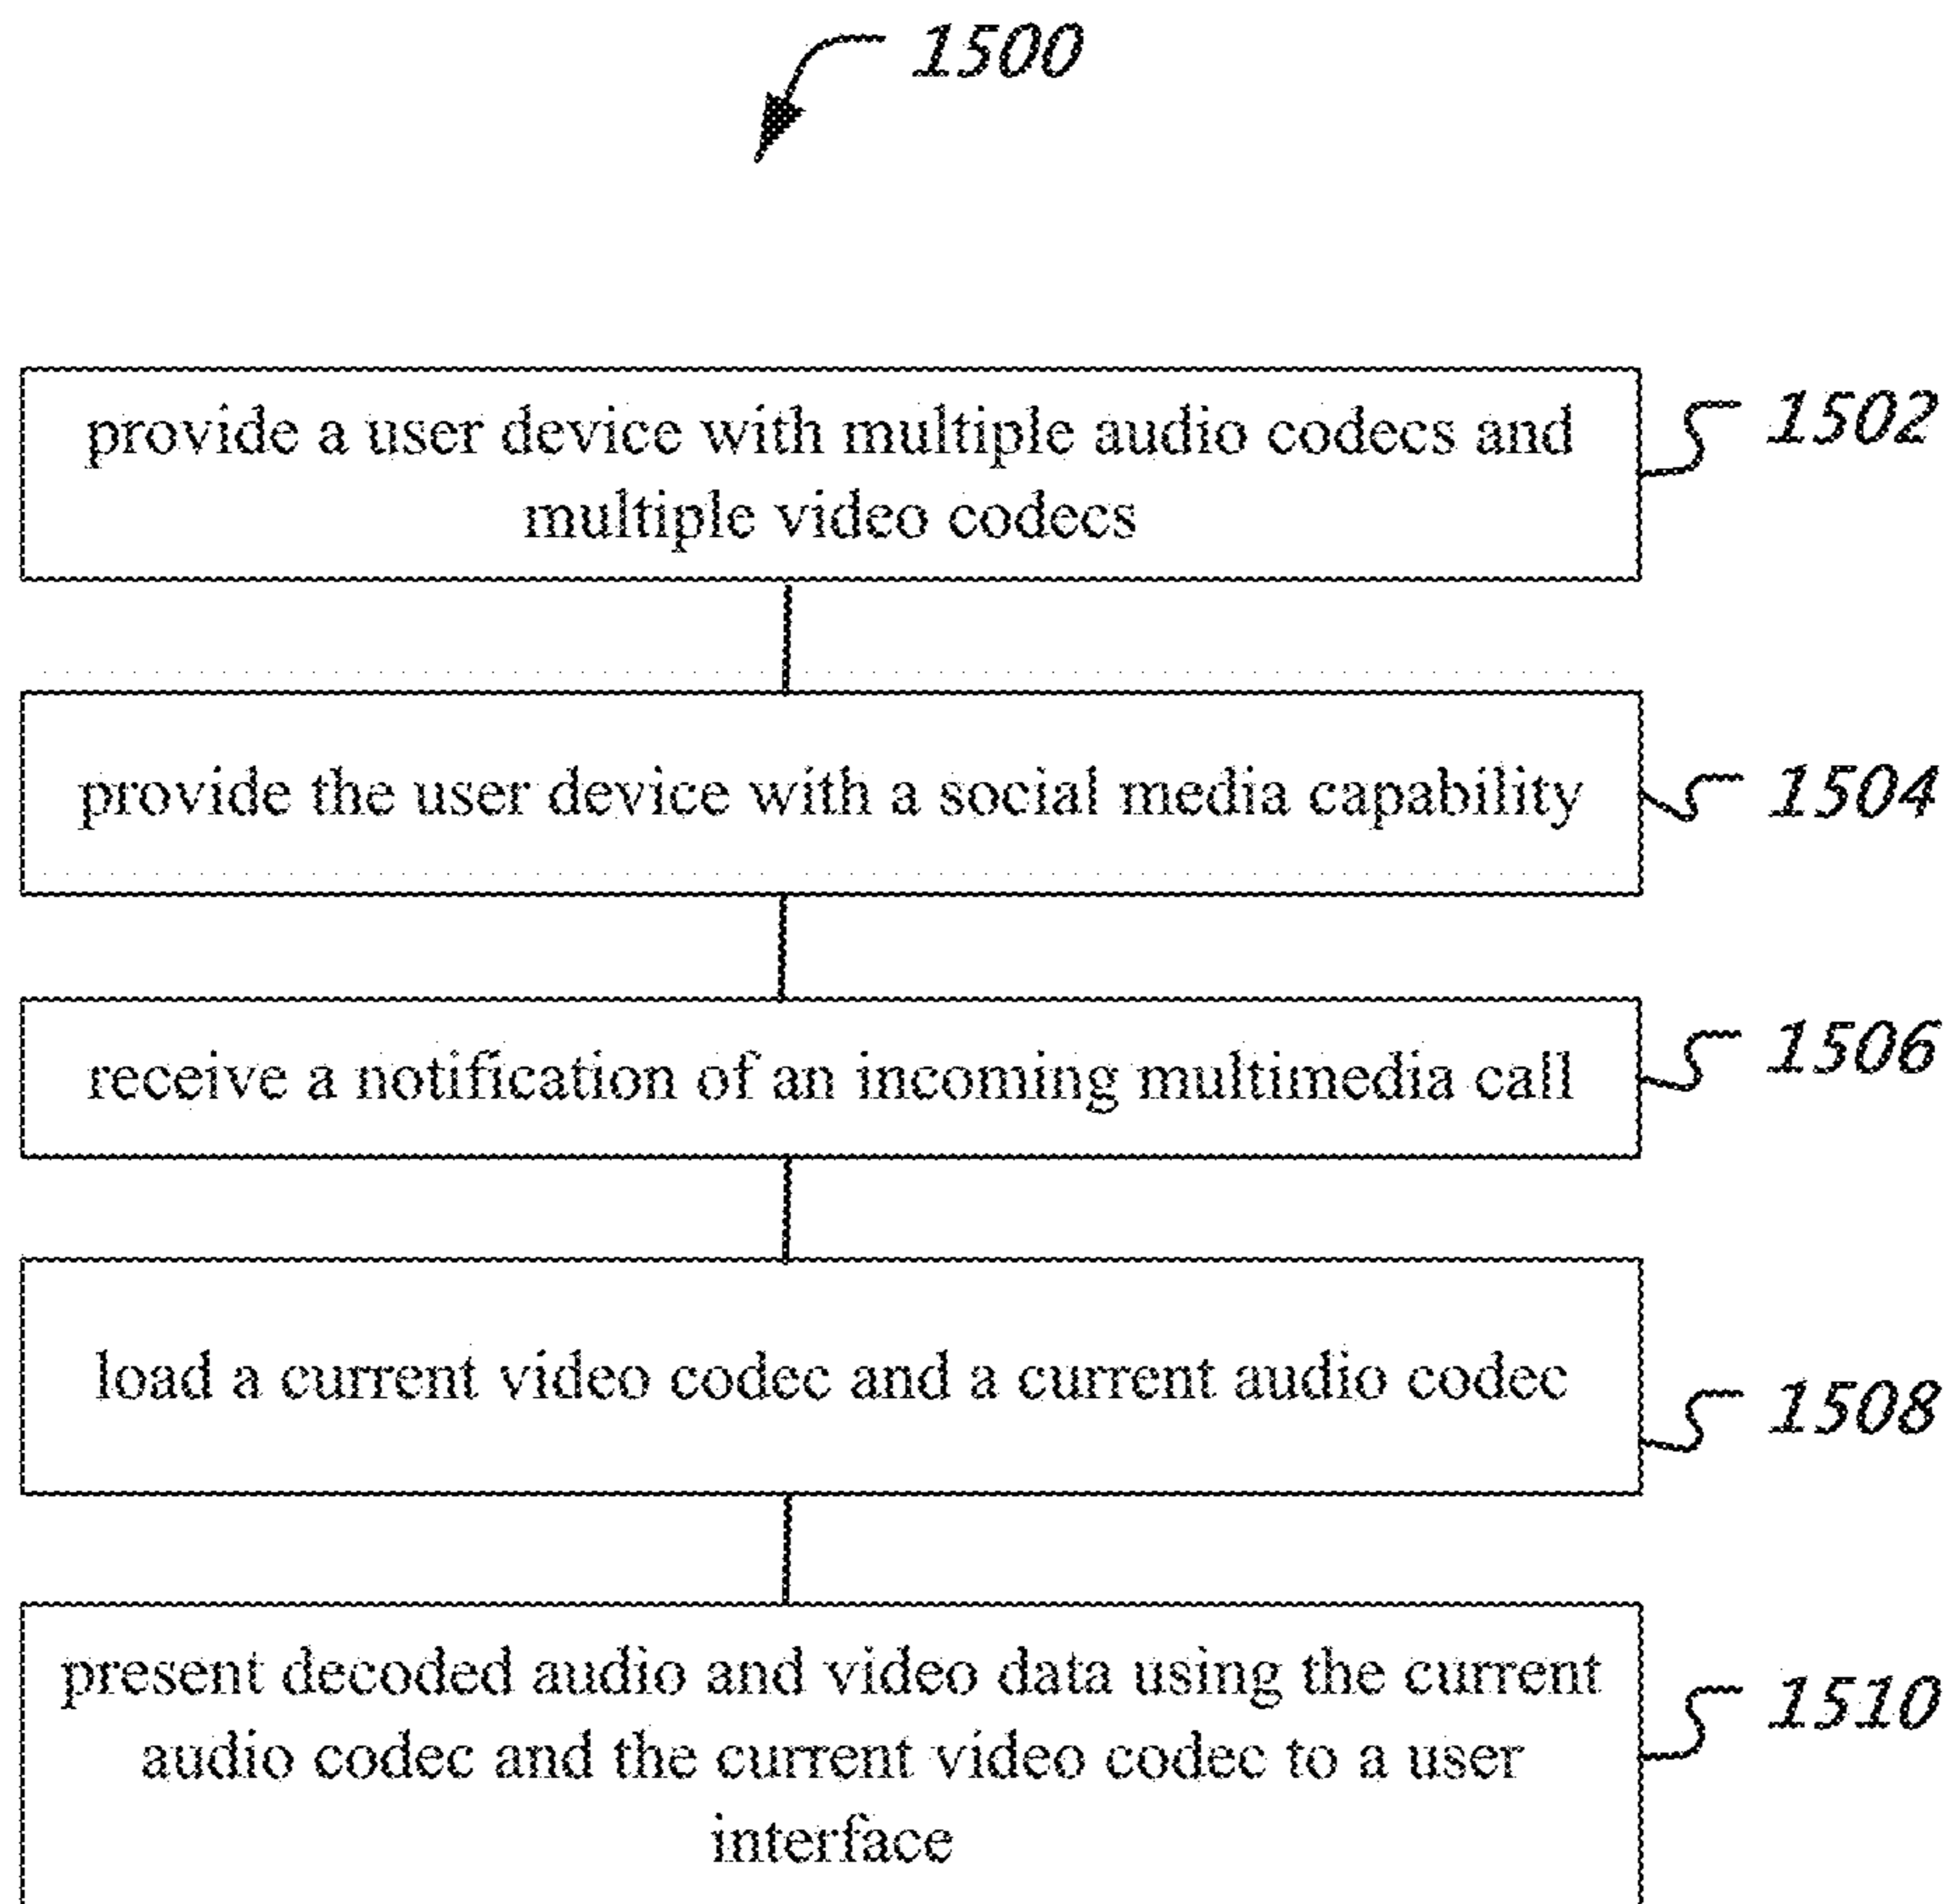 1500
provide a user device with multiple audio codecs and
multiple video codecs
1502
provide the user device with a social media capability
1504
receive a notification of an incoming multimedia call
1506
load a current video codec and a current audio codec
1508
present decoded audio and video data using the current
audio codec and the current video codec to a user
interface
1510